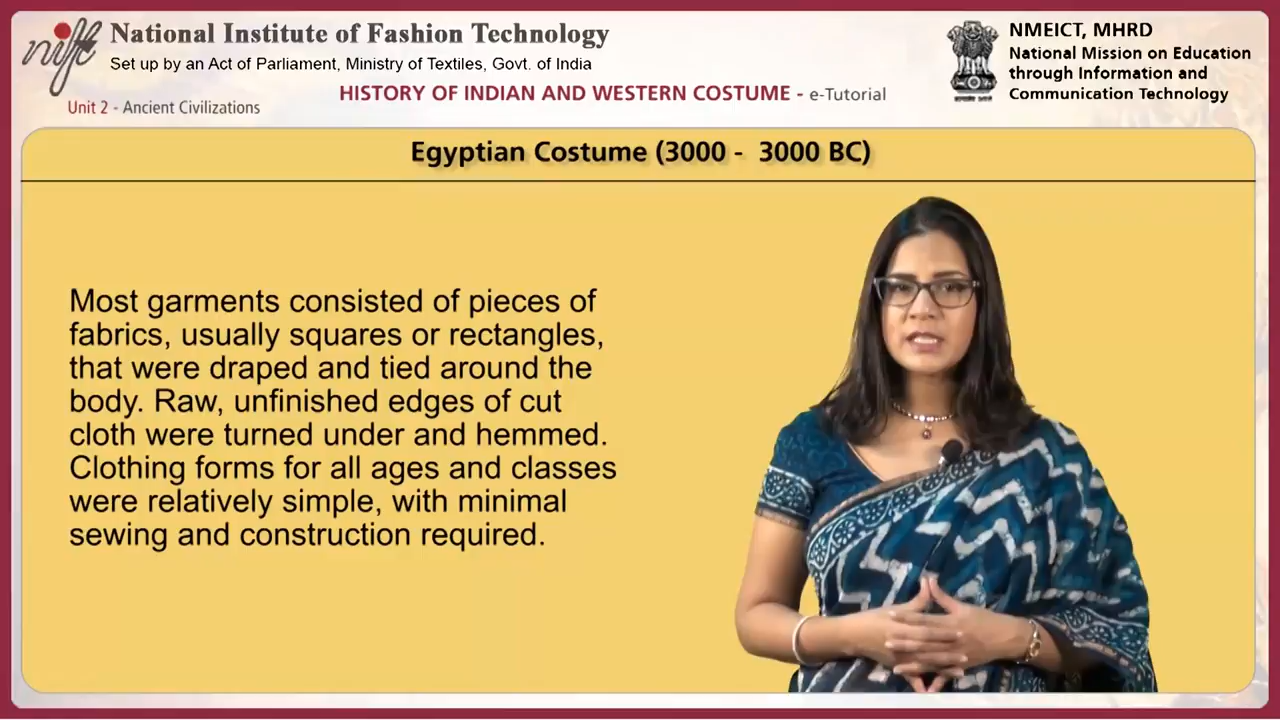 nift
National Institute of Fashion Technology
Set up by an Act of Parliament, Ministry of Textiles, Govt. of India
NMEICT, MHRD
National Mission on Education
through Information and
Communication Technology
HISTORY OF INDIAN AND WESTERN COSTUME - e-Tutorial
Unit 2 - Ancient Civilizations
Egyptian Costume (3000 - 3000 BC)
Most garments consisted of pieces of
fabrics, usually squares or rectangles,
that were draped and tied around the
body. Raw, unfinished edges of cut
cloth were turned under and hemmed.
Clothing forms for all ages and classes
were relatively simple, with minimal
sewing and construction required.